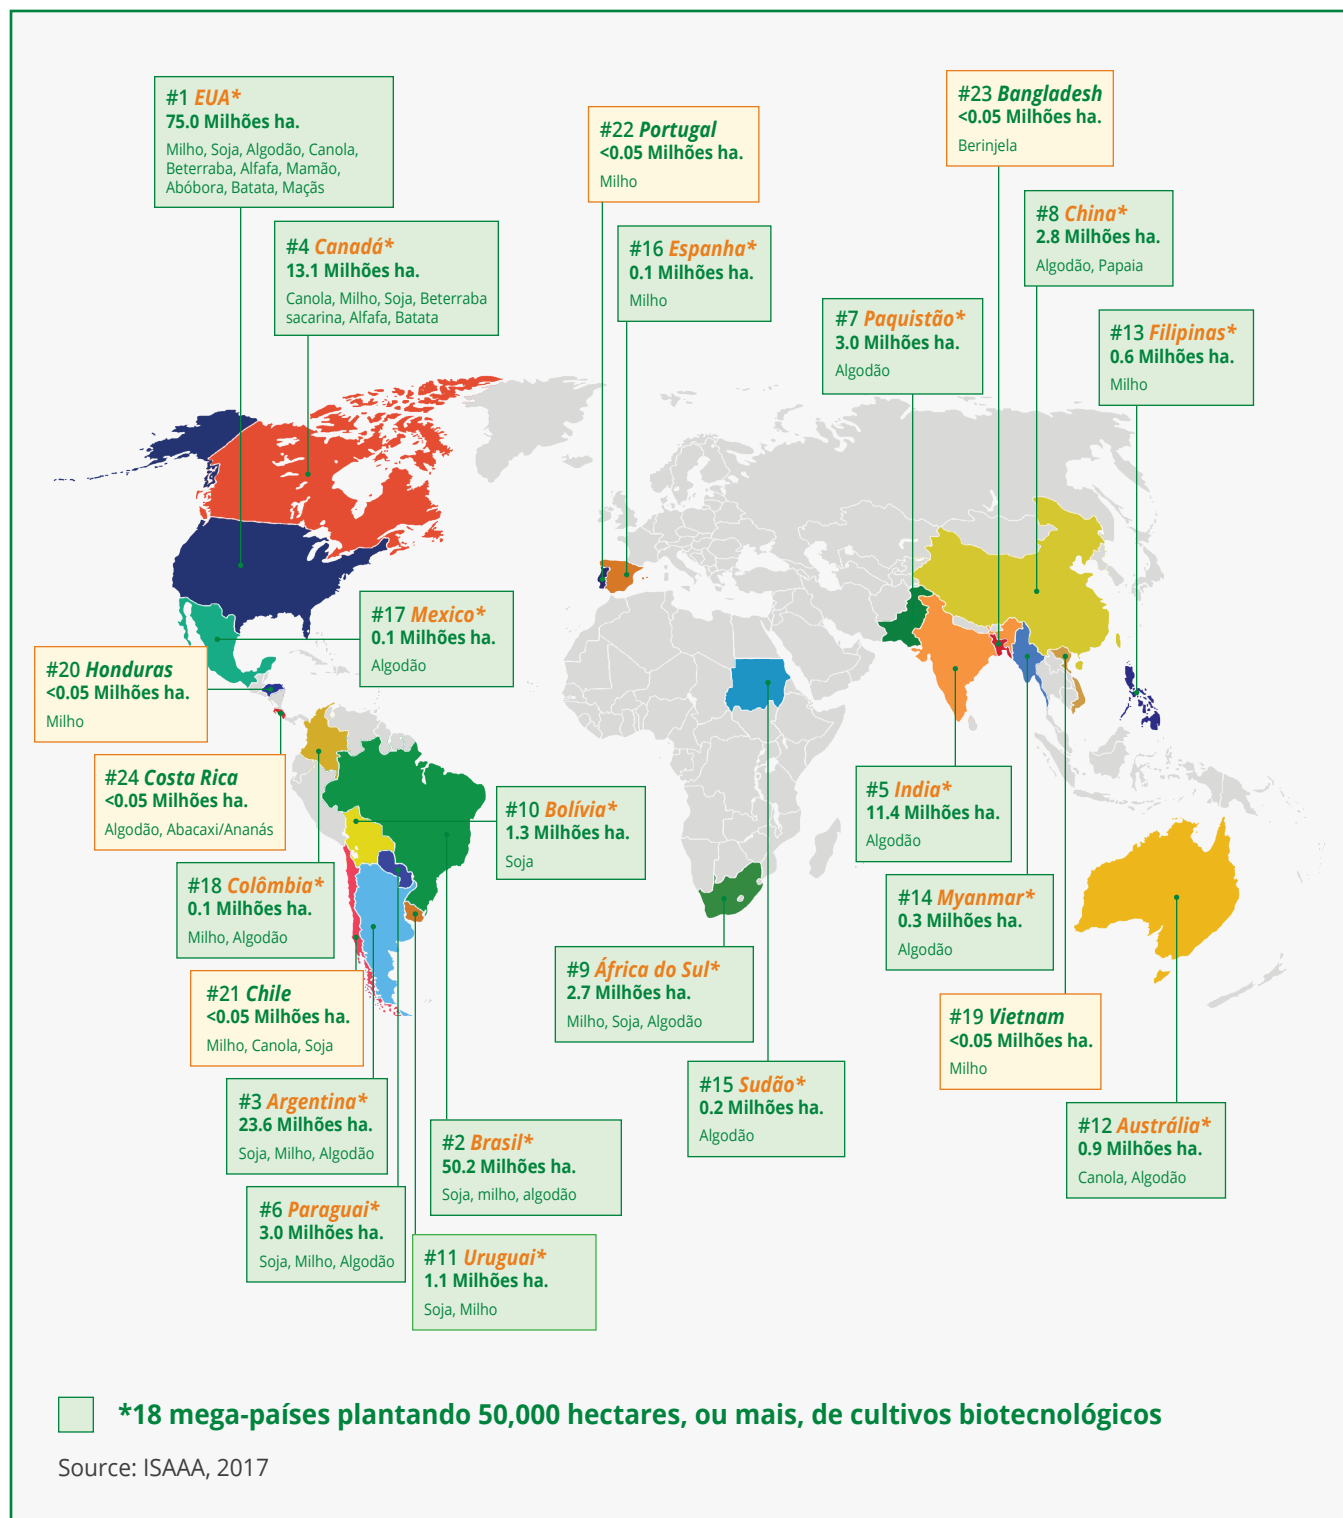 #1 EUA*
75.0 Milhões ha.
Milho, Soja, Algodão, Canola,
Beterraba, Alfafa, Mamão,
Abóbora, Batata, Maçãs
#4 Canadá*
13.1 Milhões ha.
Canola, Milho, Soja, Beterraba
sacarina, Alfafa, Batata
#22 Portugal
<0.05 Milhões ha.
Milho
#16 Espanha*
0.1 Milhões ha.
Milho
#23 Bangladesh
<0.05 Milhões ha.
Berinjela
#8 China*
2.8 Milhões ha.
Algodão, Papaia
#7 Paquistão*
3.0 Milhões ha.
Algodão
#13 Filipinas*
0.6 Milhões ha.
Milho
#17 Mexico*
0.1 Milhões ha.
Algodão
#20 Honduras
<0.05 Milhões ha.
Milho
#24 Costa Rica
<0.05 Milhões ha.
Algodão, Abacaxi/Ananás
#10 Bolívia*
1.3 Milhões ha.
Soja
#5 India*
11.4 Milhões ha.
Algodão
#18 Colômbia*
0.1 Milhões ha.
Milho, Algodão
#14 Myanmar*
0.3 Milhões ha.
Algodão
#9 África do Sul*
2.7 Milhões ha.
Milho, Soja, Algodão
#21 Chile
<0.05 Milhões ha.
Milho, Canola, Soja
#19 Vietnam
<0.05 Milhões ha.
Milho
#15 Sudão*
0.2 Milhões ha.
Algodão
#3 Argentina*
23.6 Milhões ha.
Soja, Milho, Algodão
#2 Brasil*
50.2 Milhões ha.
Soja, milho, algodão
#12 Austrália*
0.9 Milhões ha.
Canola, Algodão
#6 Paraguai*
3.0 Milhões ha.
Soja, Milho, Algodão
#11 Uruguai*
1.1 Milhões ha.
Soja, Milho
*18 mega-países plantando 50,000 hectares, ou mais, de cultivos biotecnológicos
Source: ISAAA, 2017